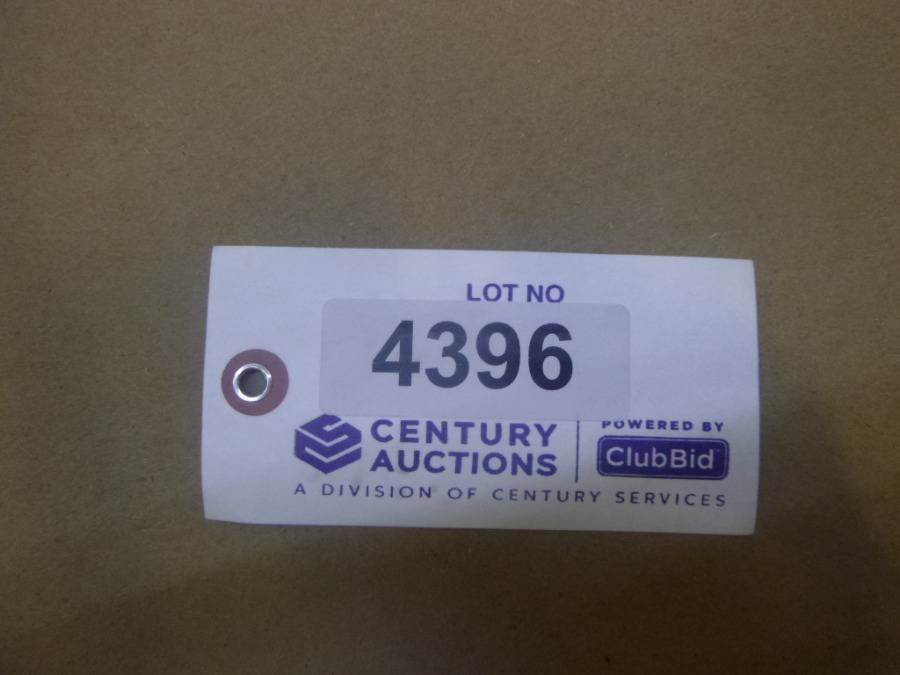 LOT NO
4396
CENTURY
AUCTIONS
POWERED BY
ClubBid
A DIVISION OF CENTURY SERVICES